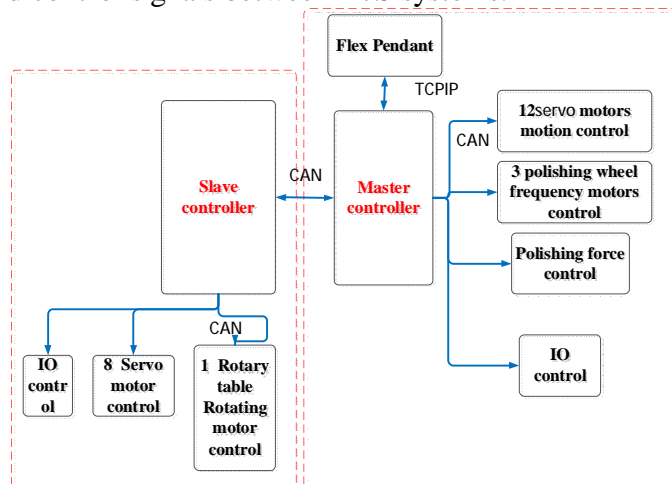 Flex Pendant
TCPIP
12servo motors
motion control
CAN
3 polishing wheel
frequency motors
control
Polishing force
control
IO
control
Master
controller
CAN
Slave
controller
CAN
IO
contr
ol
8 Servo
motor
control
1 Rotary
table
Rotating
motor
control